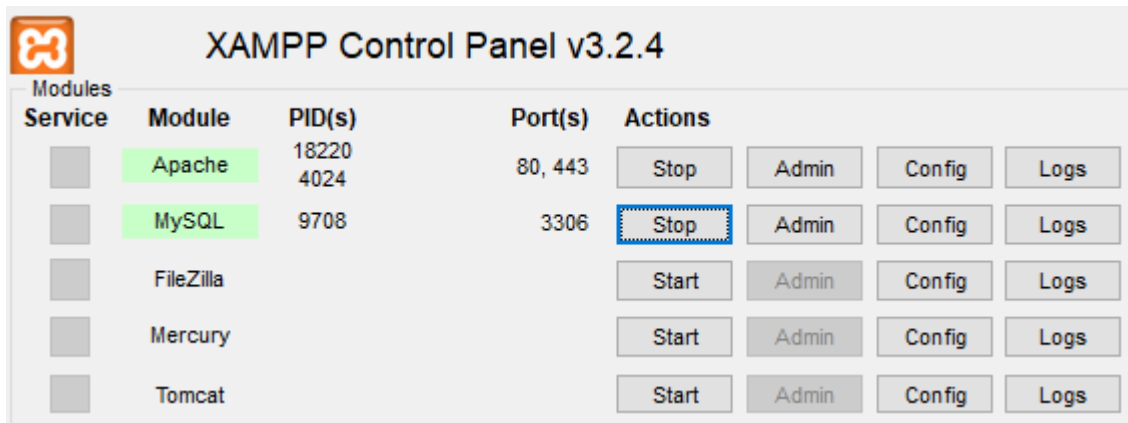 XAMPP Control Panel v3.2.4
Modules
Service Module PID(s) Port(s) Actions
Apache 18220 4024 80, 443 Stop Admin Config Logs
MySQL 9708 3306 Stop Admin Config Logs
FileZilla Start Admin Config Logs
Mercury Start Admin Config Logs
Tomcat Start Admin Config Logs